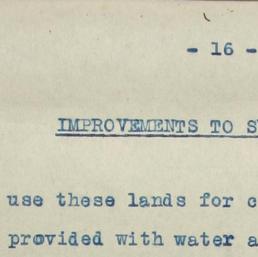 - 16 -
IMPROVEMENTS TO
use these lands for
provided with water